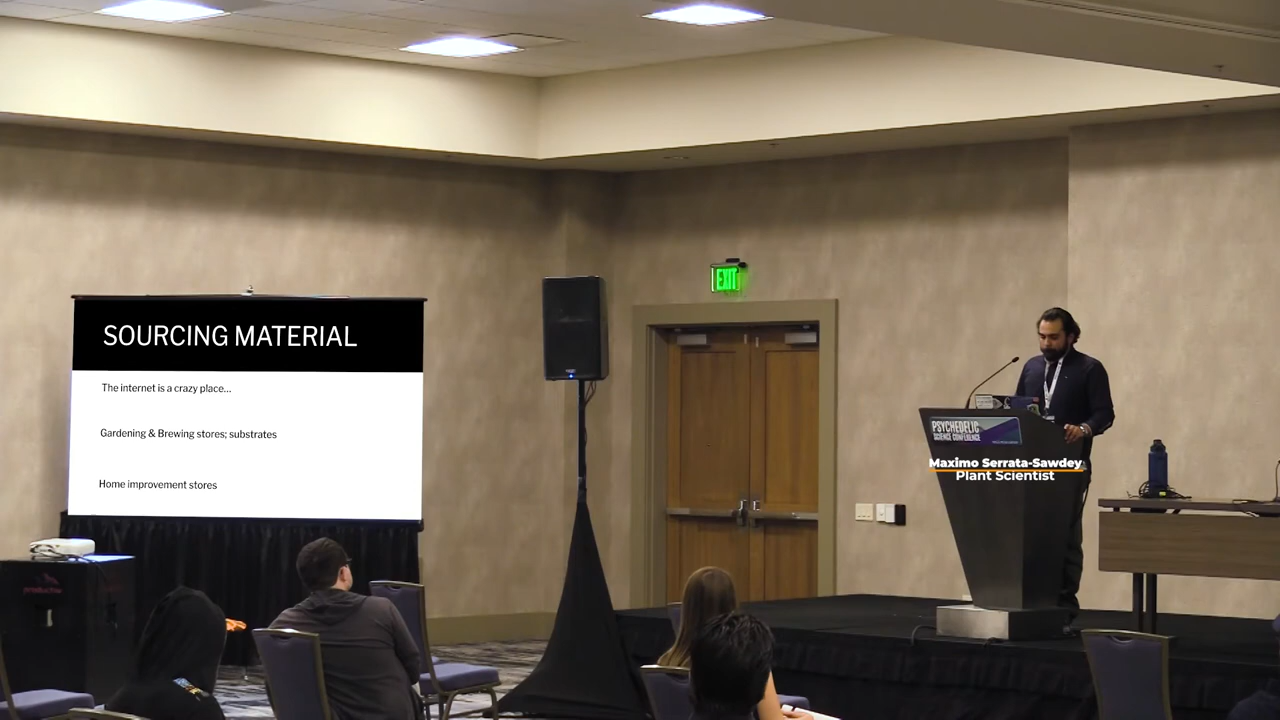 SOURCING MATERIAL
The internet is a crazy place...
Gardening & Brewing stores; substrates
Home improvement stores
EXIT
PSYCHEDELIC
SCIENCE CONFERENCE
Maximo Serrata-Sawdey
Plant Scientist